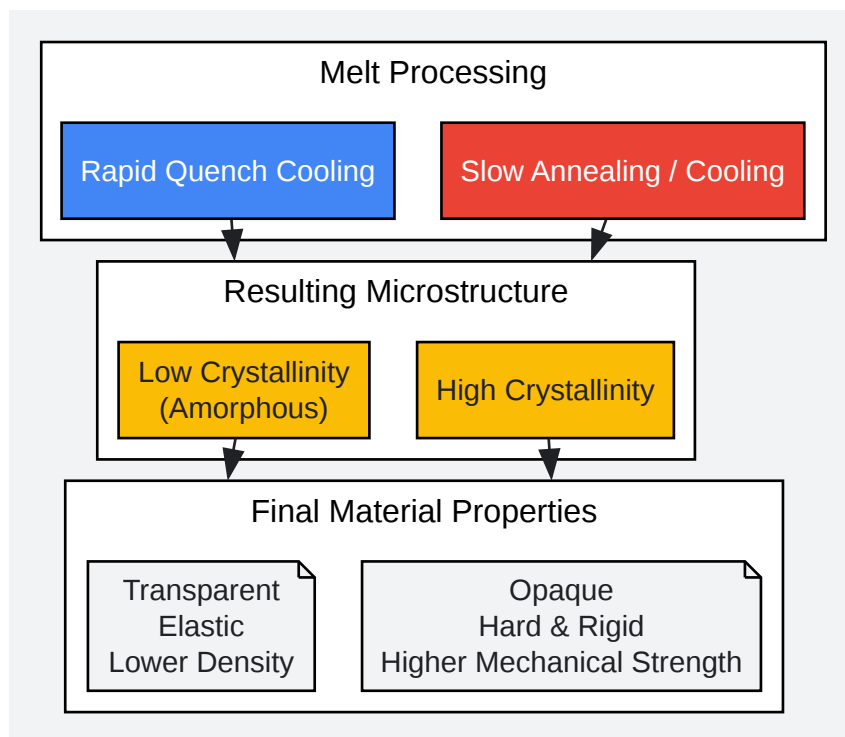 Melt Processing
Rapid Quench Cooling
Slow Annealing / Cooling
Resulting Microstructure
Low Crystallinity
(Amorphous)
High Crystallinity
Final Material Properties
Transparent
Elastic
Lower Density
Opaque
Hard & Rigid
Higher Mechanical Strength